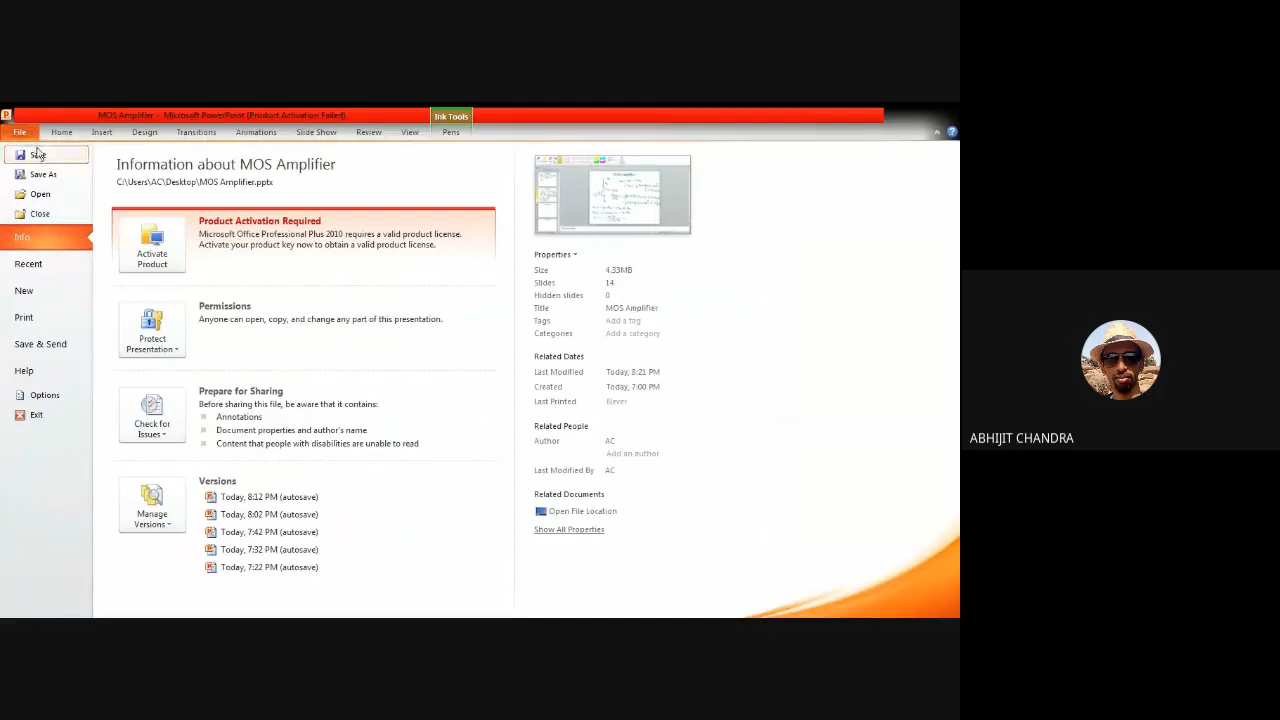 MOS Amplifier - Microsoft PowerPoint (Product Activation Failed)
Ink Tools
File Home Insert Design Transitions Animations Slide Show Review View Pens
Save
Save As
Open
Close
Info
Recent
New
Print
Save & Send
Help
Options
Exit
Information about MOS Amplifier
C:\Users\AC\Desktop\MOS Amplifier.pptx
Activate
Product
Product Activation Required
Microsoft Office Professional Plus 2010 requires a valid product license.
Activate your product key now to obtain a valid product license.
Protect
Presentation
Permissions
Anyone can open, copy, and change any part of this presentation.
Check for
Issues
Prepare for Sharing
Before sharing this file, be aware that it contains:
Annotations
Document properties and author's name
Content that people with disabilities are unable to read
Manage
Versions
Versions
Today, 8:12 PM (autosave)
Today, 8:02 PM (autosave)
Today, 7:42 PM (autosave)
Today, 7:32 PM (autosave)
Today, 7:22 PM (autosave)
Properties
Size 4.33MB
Slides 14
Hidden slides 0
Title MOS Amplifier
Tags Add a tag
Categories Add a category
Related Dates
Last Modified Today, 8:21 PM
Created Today, 7:00 PM
Last Printed Never
Related People
Author AC
Add an author
Last Modified By AC
Related Documents
Open File Location
Show All Properties
ABHIJIT CHANDRA